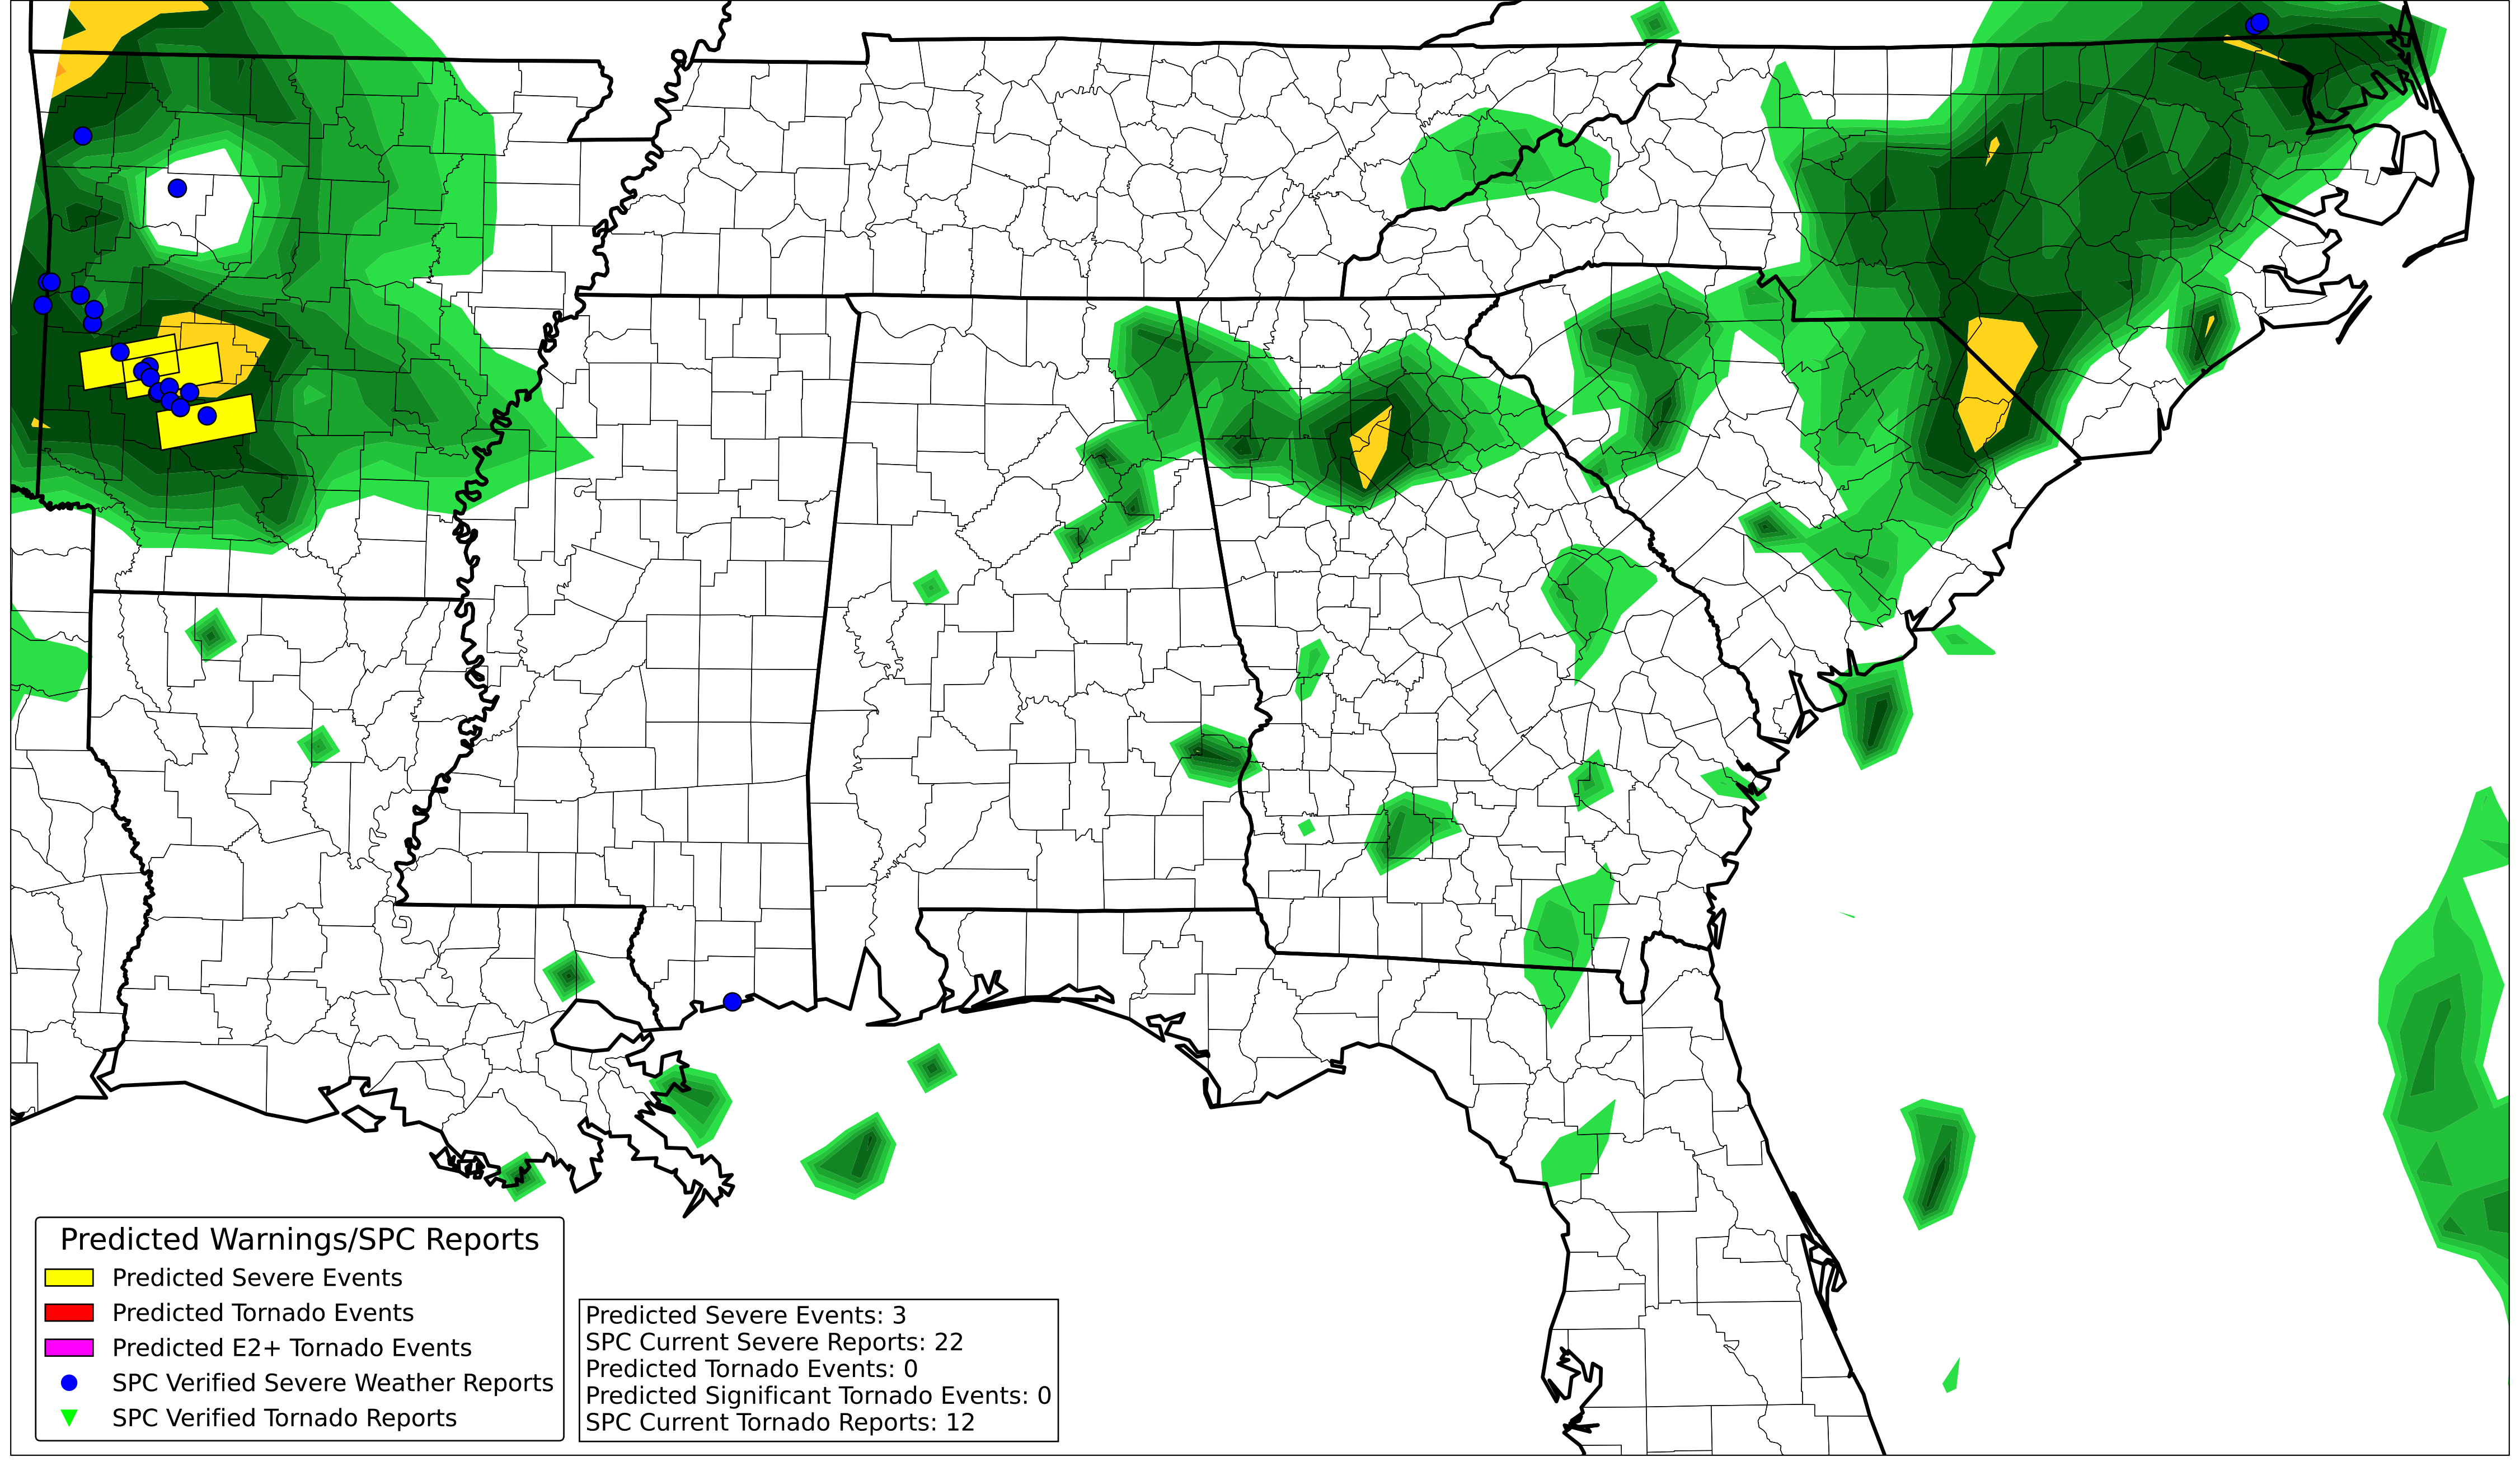 Predicted Warnings/SPC Reports
Predicted Severe Events
Predicted Tornado Events
Predicted E2+ Tornado Events
SPC Verified Severe Weather Reports
SPC Verified Tornado Reports
Predicted Severe Events: 3
SPC Current Severe Reports: 22
Predicted Tornado Events: 0
Predicted Significant Tornado Events: 0
SPC Current Tornado Reports: 12